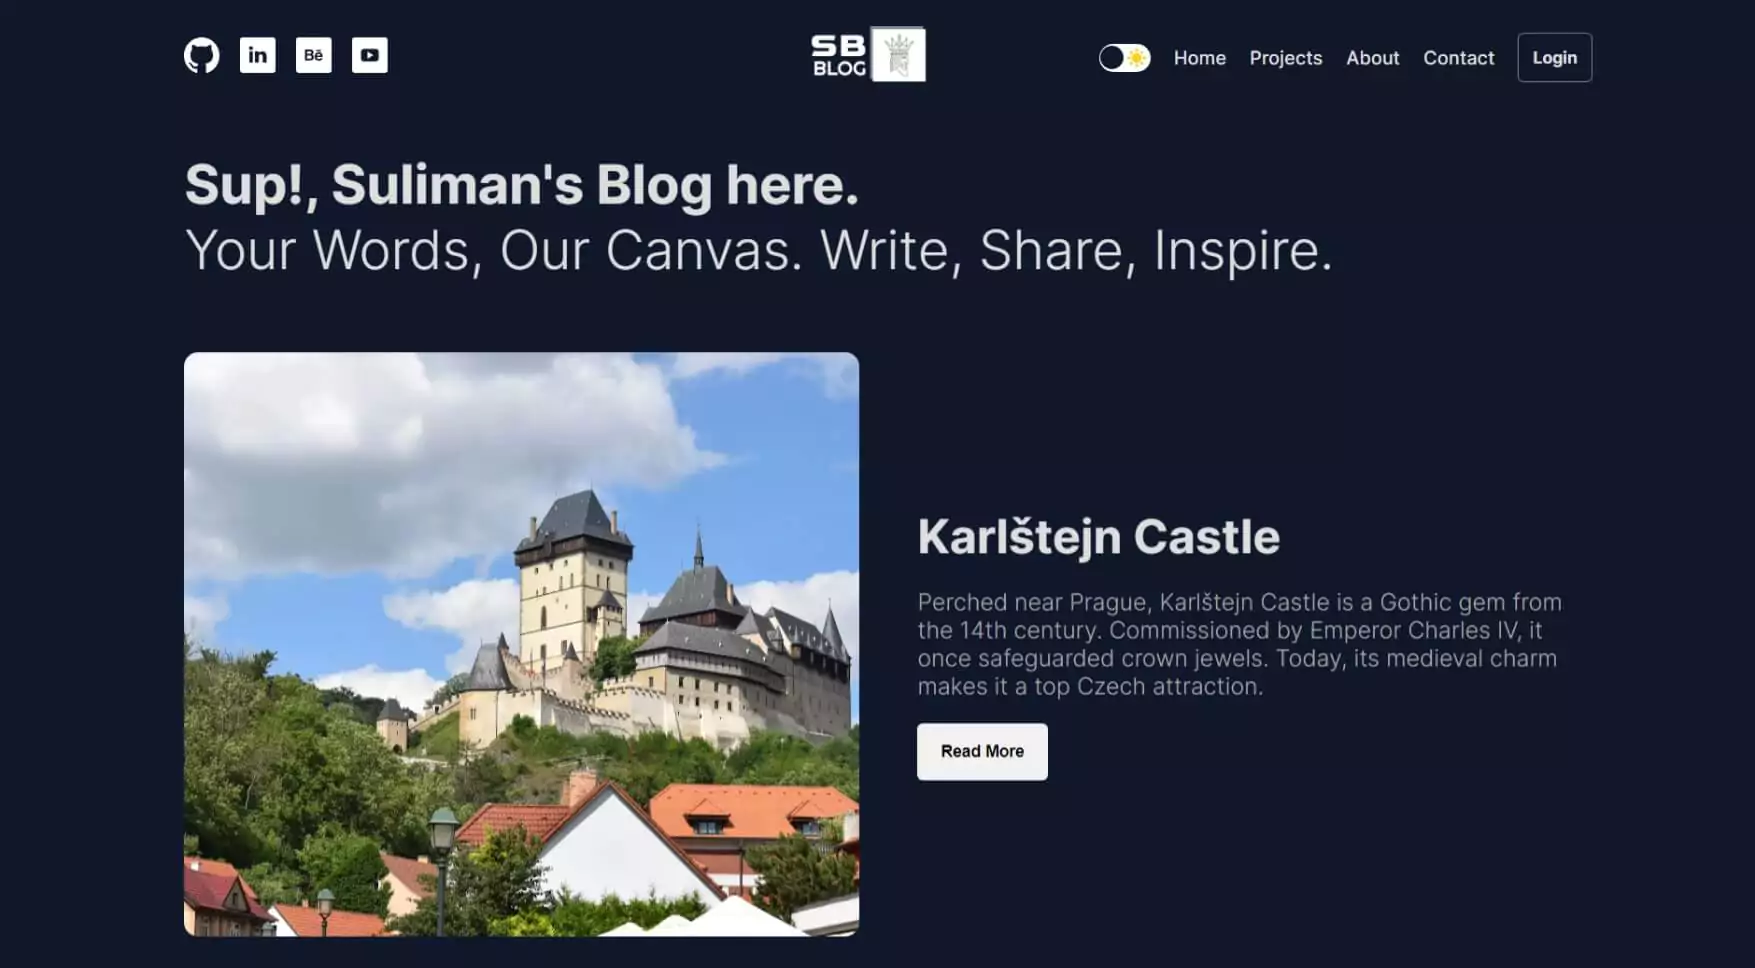 in
Bē
SB
BLOG
Home
Projects
About
Contact
Login
Sup!, Suliman's Blog here.
Your Words, Our Canvas. Write, Share, Inspire.
Karlštejn Castle
Perched near Prague, Karlštejn Castle is a Gothic gem from
the 14th century. Commissioned by Emperor Charles IV, it
once safeguarded crown jewels. Today, its medieval charm
makes it a top Czech attraction.
Read More